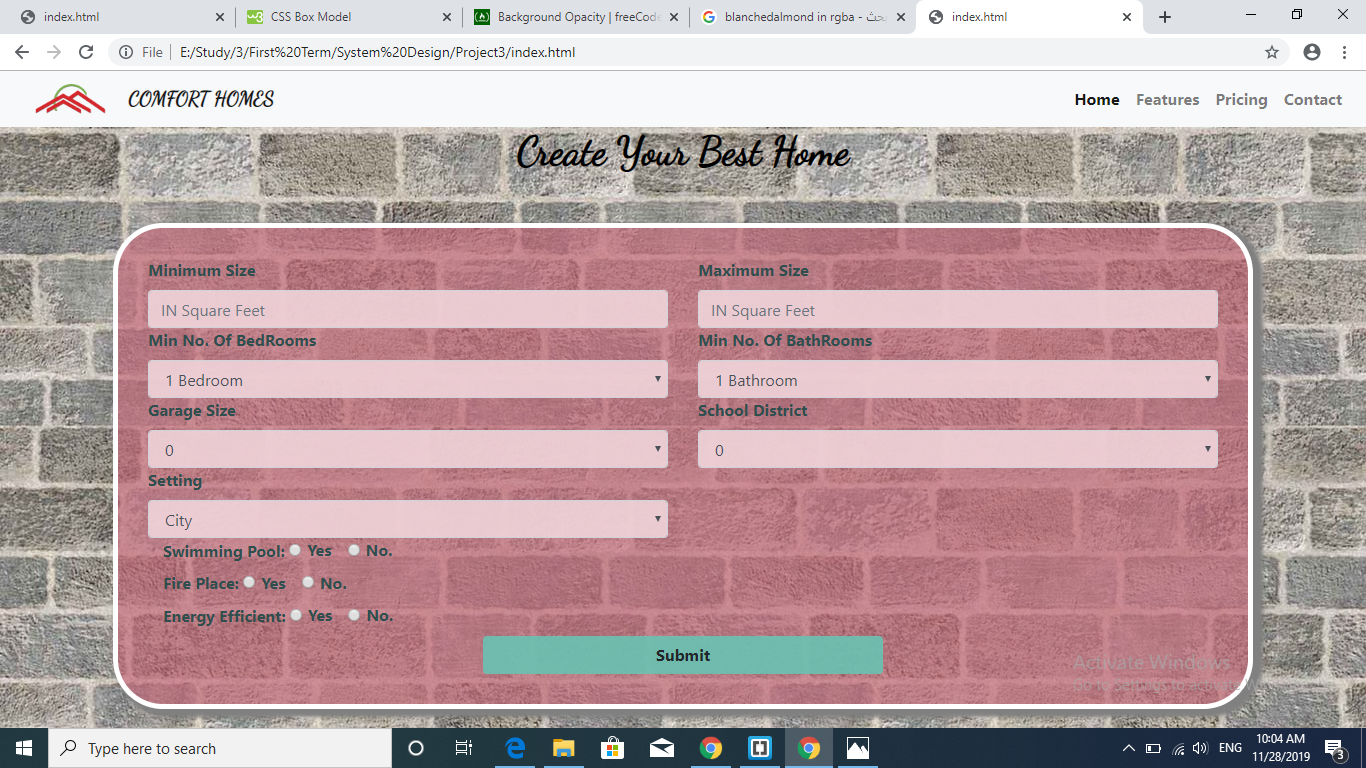 index.html CSS Box Model Background Opacity | freeCode blanchedalmond in rgba - بحث index.html
File E:/Study/3/First%20Term/System%20Design/Project3/index.html
COMFORT HOMES Home Features Pricing Contact
Create Your Best Home
Minimum Size Maximum Size
IN Square Feet IN Square Feet
Min No. Of BedRooms Min No. Of BathRooms
1 Bedroom 1 Bathroom
Garage Size School District
0 0
Setting
City
Swimming Pool: Yes No.
Fire Place: Yes No.
Energy Efficient: Yes No.
Submit
Activate Windows
Go to Settings to activate
Type here to search ENG 10:04 AM
11/28/2019 3